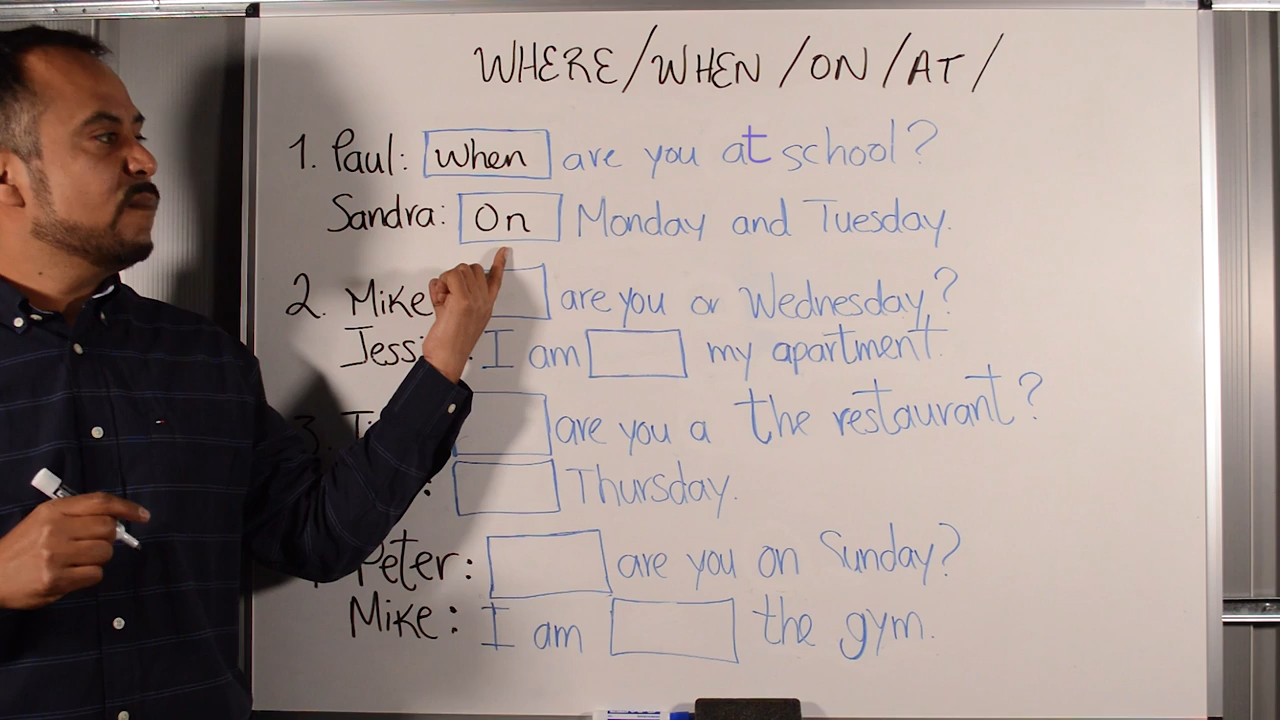 WHERE/WHEN/ON/AT/
1. Paul: When are you at school?
Sandra: On Monday and Tuesday.
2. Mike are you or Wednesday,?
Jess : I am my apartment.
3. are you a the restaurant?
: Thursday.
Peter: are you on Sunday?
Mike: I am the gym.